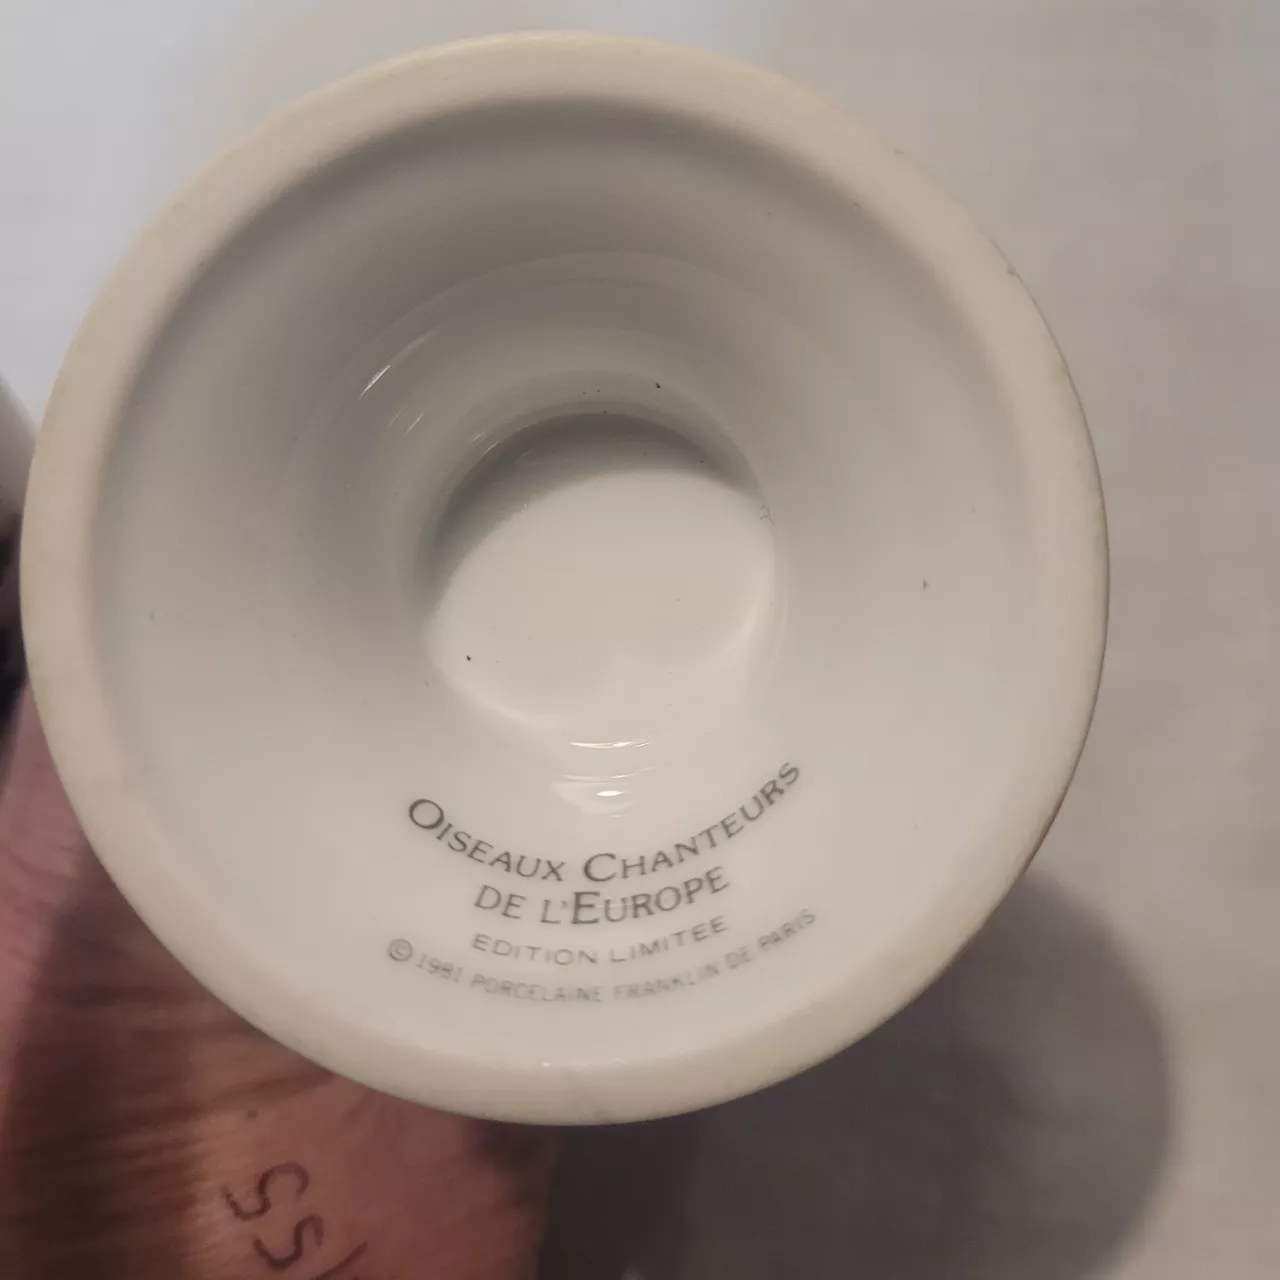 OISEAUX CHANTEURS
DE L'EUROPE
EDITION LIMITEE
© 1981 PORCELAINE FRANKLIN DE PARIS